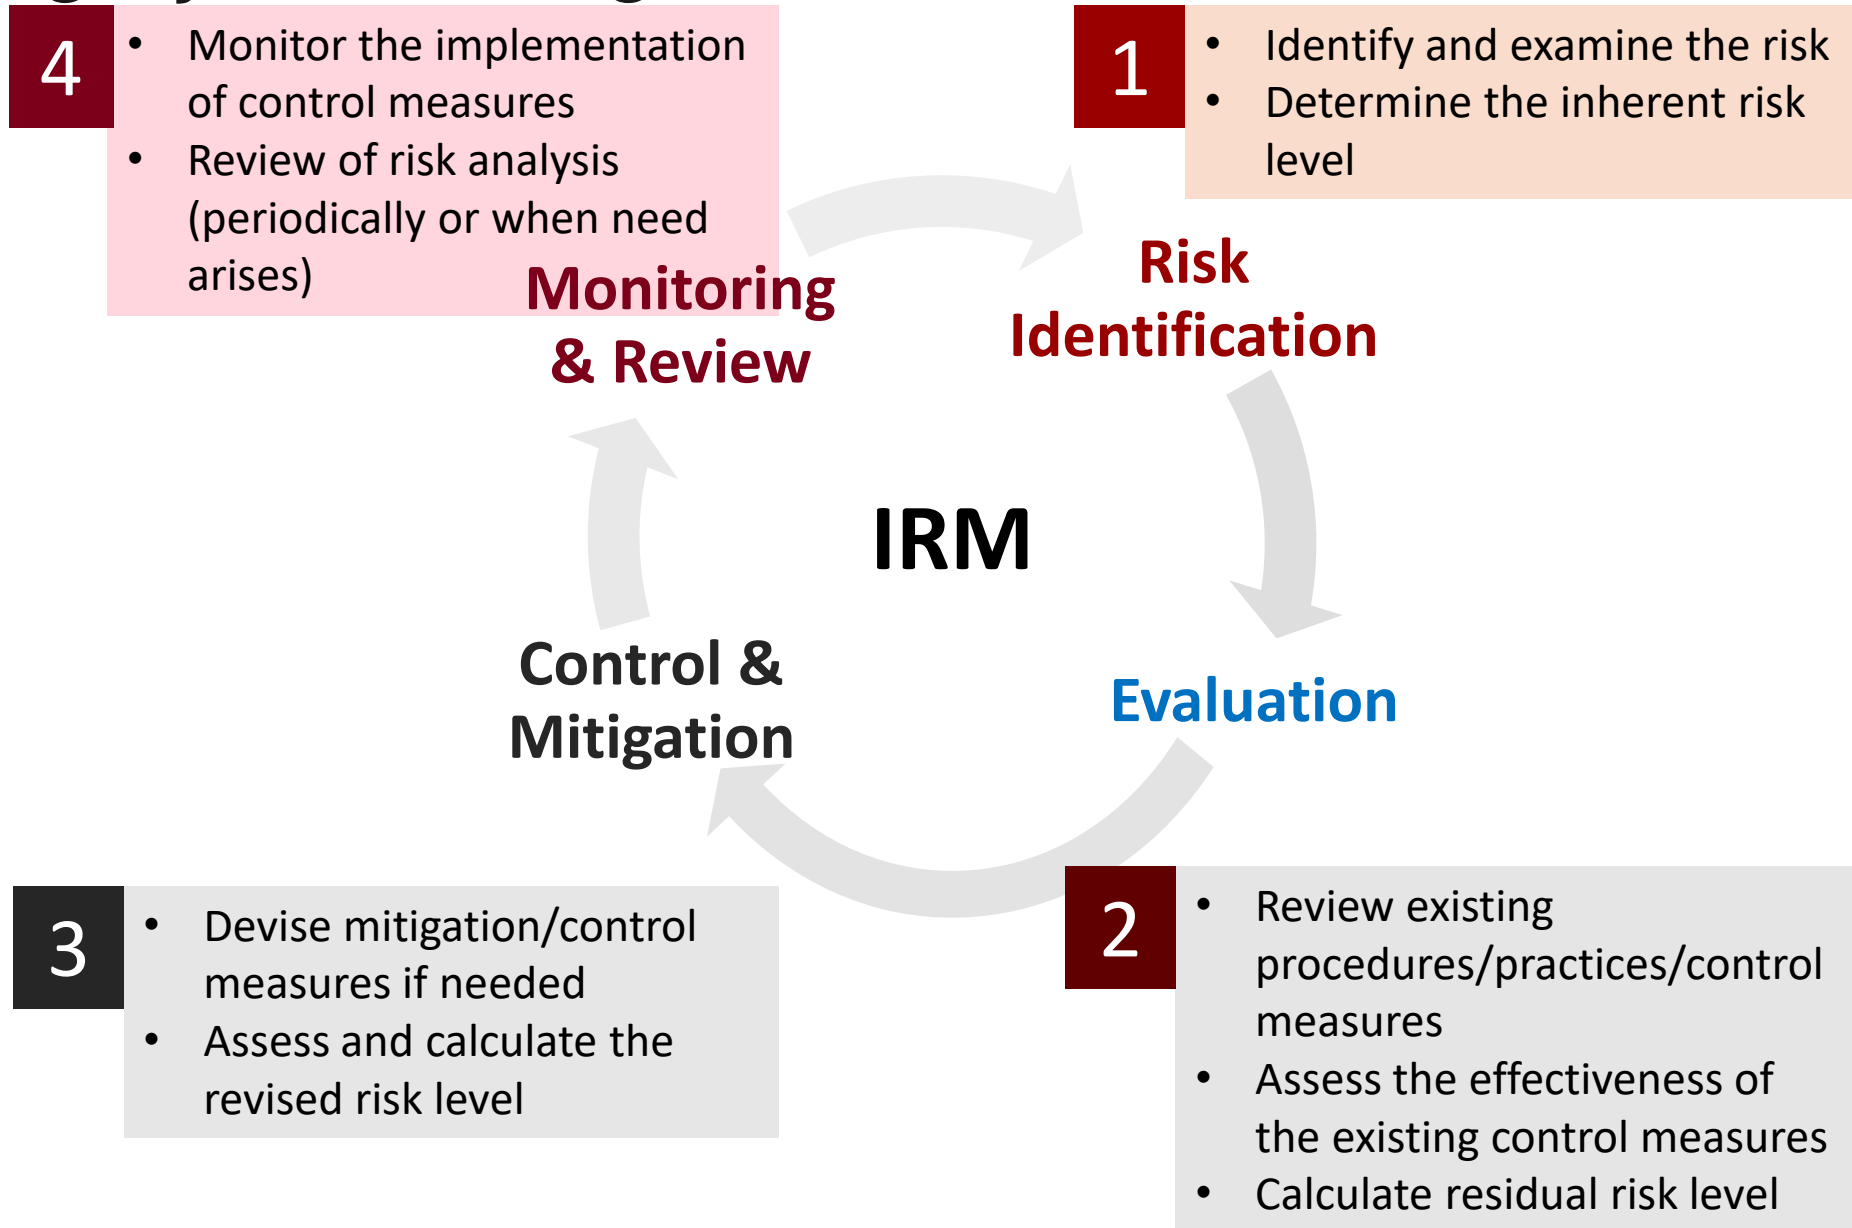 4
• Monitor the implementation
of control measures
• Review of risk analysis
(periodically or when need
arises)
1
• Identify and examine the risk
• Determine the inherent risk
level
Monitoring
& Review
Risk
Identification
IRM
Control &
Mitigation
Evaluation
3
• Devise mitigation/control
measures if needed
• Assess and calculate the
revised risk level
2
• Review existing
procedures/practices/control
measures
• Assess the effectiveness of
the existing control measures
• Calculate residual risk level